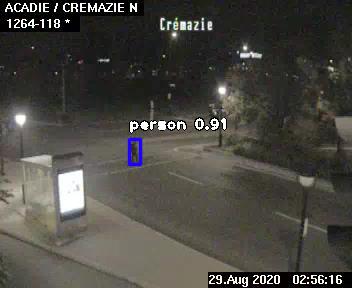 ACADIE / CREMAZIE N
1264-118 *
Crémazie
person 0.91
29.Aug 2020 02:56:16